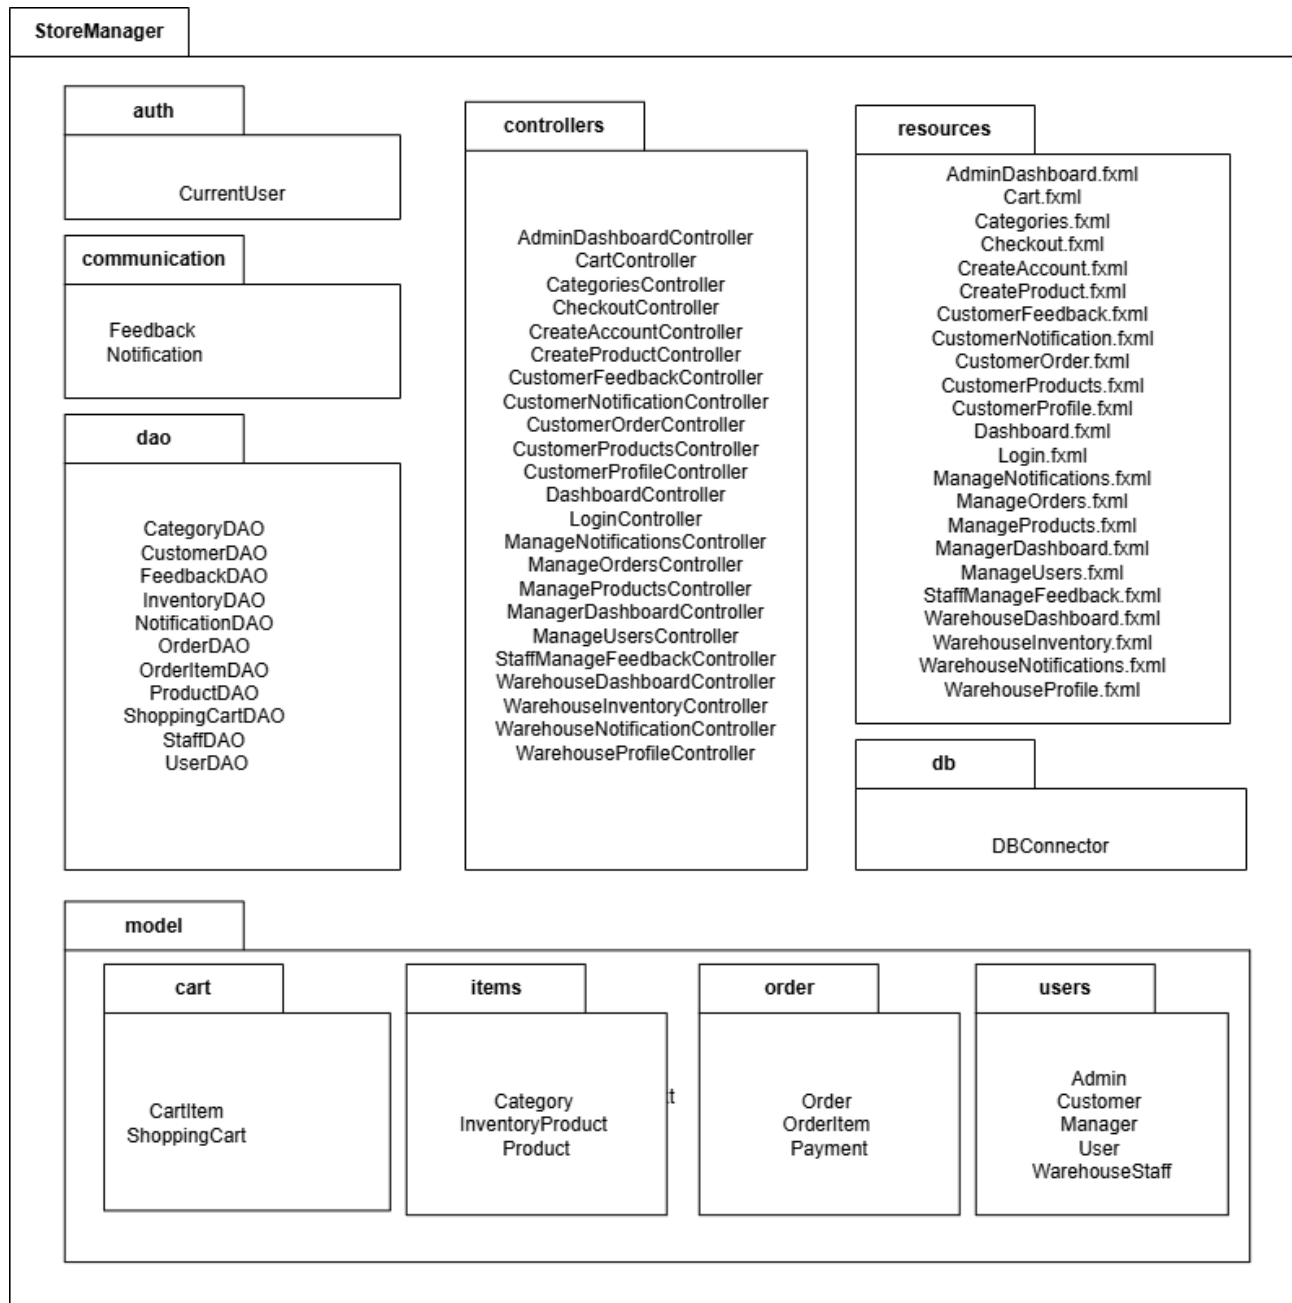 StoreManager
auth
CurrentUser
communication
Feedback
Notification
dao
CategoryDAO
CustomerDAO
FeedbackDAO
InventoryDAO
NotificationDAO
OrderDAO
OrderItemDAO
ProductDAO
ShoppingCartDAO
StaffDAO
UserDAO
controllers
AdminDashboardController
CartController
CategoriesController
CheckoutController
CreateAccountController
CreateProductController
CustomerFeedbackController
CustomerNotificationController
CustomerOrderController
CustomerProductsController
CustomerProfileController
DashboardController
LoginController
ManageNotificationsController
ManageOrdersController
ManageProductsController
ManagerDashboardController
ManageUsersController
StaffManageFeedbackController
WarehouseDashboardController
WarehouseInventoryController
WarehouseNotificationController
WarehouseProfileController
resources
AdminDashboard.fxml
Cart.fxml
Categories.fxml
Checkout.fxml
CreateAccount.fxml
CreateProduct.fxml
CustomerFeedback.fxml
CustomerNotification.fxml
CustomerOrder.fxml
CustomerProducts.fxml
CustomerProfile.fxml
Dashboard.fxml
Login.fxml
ManageNotifications.fxml
ManageOrders.fxml
ManageProducts.fxml
ManagerDashboard.fxml
ManageUsers.fxml
StaffManageFeedback.fxml
WarehouseDashboard.fxml
WarehouseInventory.fxml
WarehouseNotifications.fxml
WarehouseProfile.fxml
db
DBConnector
model
cart
CartItem
ShoppingCart
items
Category
InventoryProduct
Product
order
Order
OrderItem
Payment
users
Admin
Customer
Manager
User
WarehouseStaff